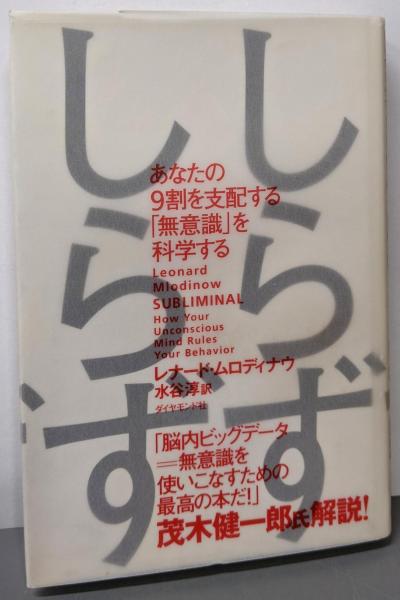 しらず
しらず
あなたの
9割を支配する
「無意識」を
科学する
Leonard
Mlodinow
SUBLIMINAL
How Your
Unconscious
Mind Rules
Your Behavior
レナード・ムロディナウ
水谷淳訳
ダイヤモンド社
「脳内ビッグデータ
=無意識を
使いこなすための
最高の本だ!」
茂木健一郎氏解説!